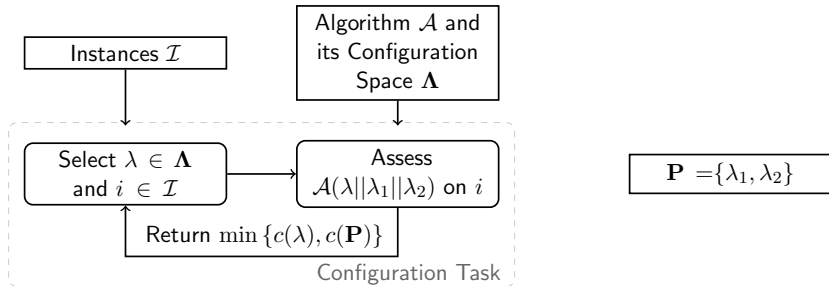 Instances 𝓘
Algorithm 𝒜 and
its Configuration
Space 𝚲
Select λ ∈ 𝚲
and i ∈ 𝓘
Assess
𝒜(λ||λ₁||λ₂) on i
𝐏 ={λ₁, λ₂}
Return min {c(λ), c(𝐏)}
Configuration Task